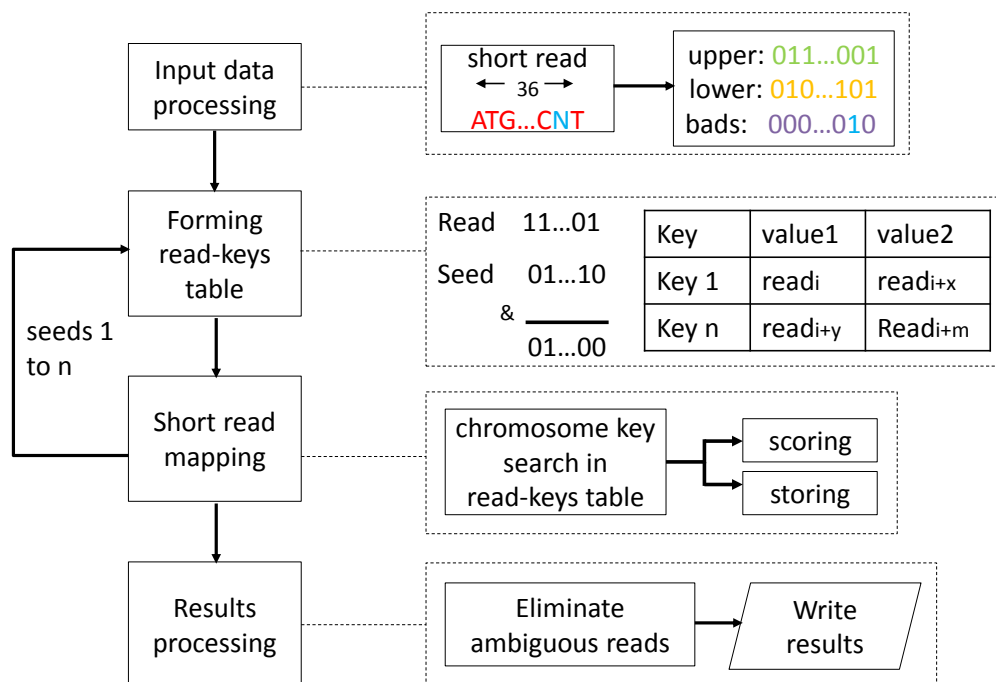 Input data
processing
short read
36
ATG...CNT
upper: 011...001
lower: 010...101
bads: 000...010
Forming
read-keys
table
Read 11...01
Seed 01...10
&
01...00
Key value1 value2
Key 1 readi readi+x
Key n readi+y Readi+m
seeds 1
to n
Short read
mapping
chromosome key
search in
read-keys table
scoring
storing
Results
processing
Eliminate
ambiguous reads
Write
results